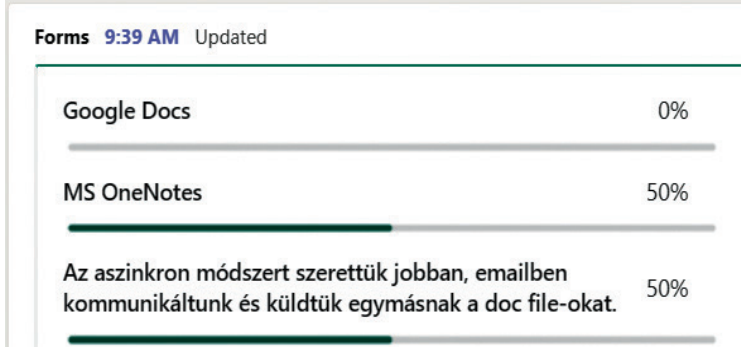 Forms 9:39 AM Updated
Google Docs 0%
MS OneNotes 50%
Az aszinkron módszert szerettük jobban, emailben
kommunikáltunk és küldtük egymásnak a doc file-okat. 50%